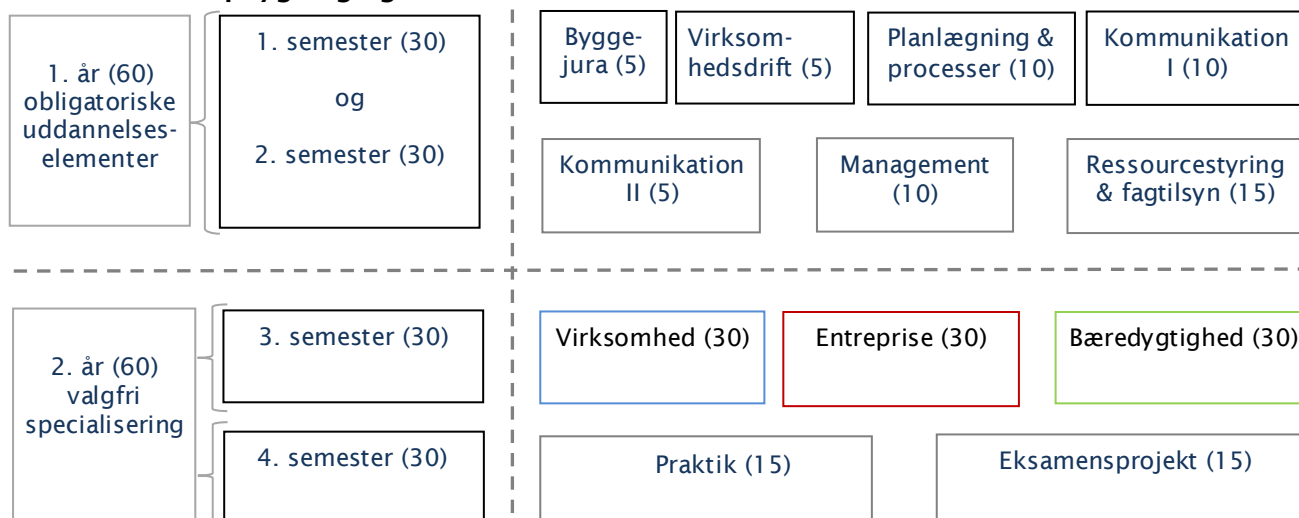 1. år (60)
obligatoriske
uddannelses-
elementer
1. semester (30)
og
2. semester (30)
Bygge-
jura (5)
Virksom-
hedsdrift (5)
Planlægning &
processer (10)
Kommunikation
I (10)
Kommunikation
II (5)
Management
(10)
Ressourcestyring
& fagtilsyn (15)
2. år (60)
valgfri
specialisering
3. semester (30)
4. semester (30)
Virksomhed (30)
Entreprise (30)
Bæredygtighed (30)
Praktik (15)
Eksamensprojekt (15)